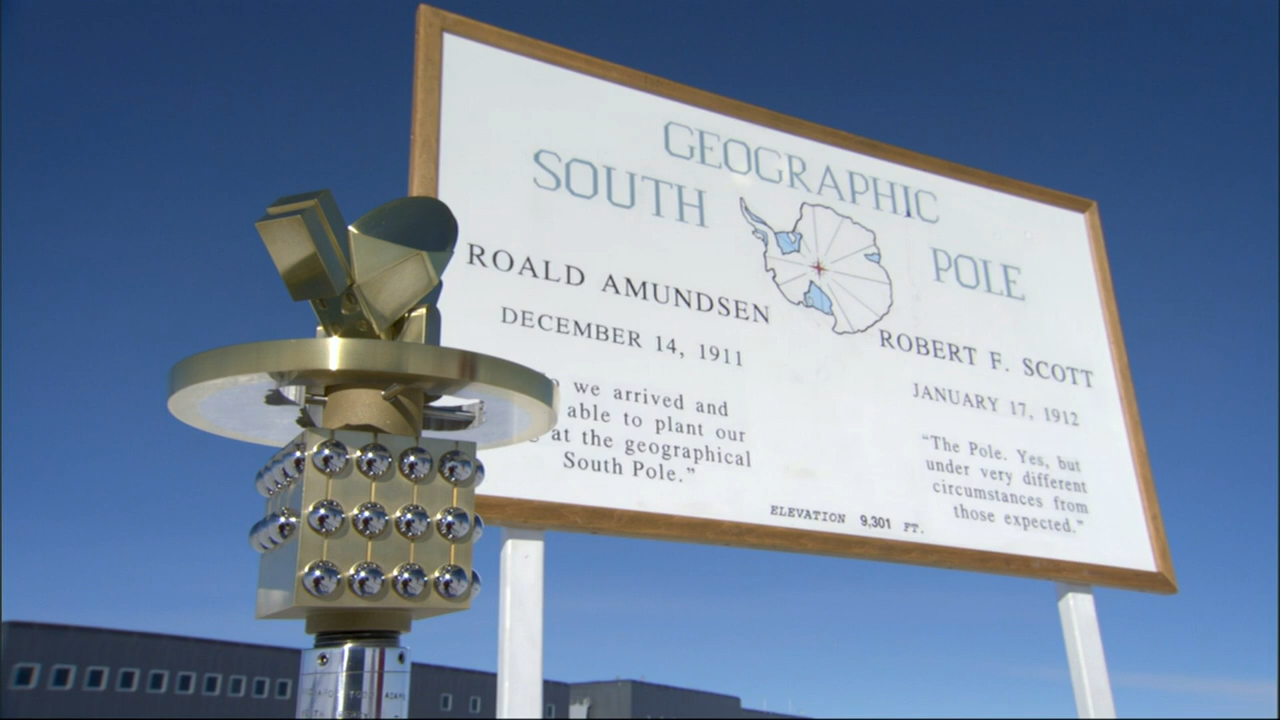 GEOGRAPHIC
SOUTH POLE
ROALD AMUNDSEN
DECEMBER 14, 1911
we arrived and
able to plant our
at the geographical
South Pole.”
ROBERT F. SCOTT
JANUARY 17, 1912
“The Pole. Yes, but
under very different
circumstances from
those expected.”
ELEVATION 9,301 FT.